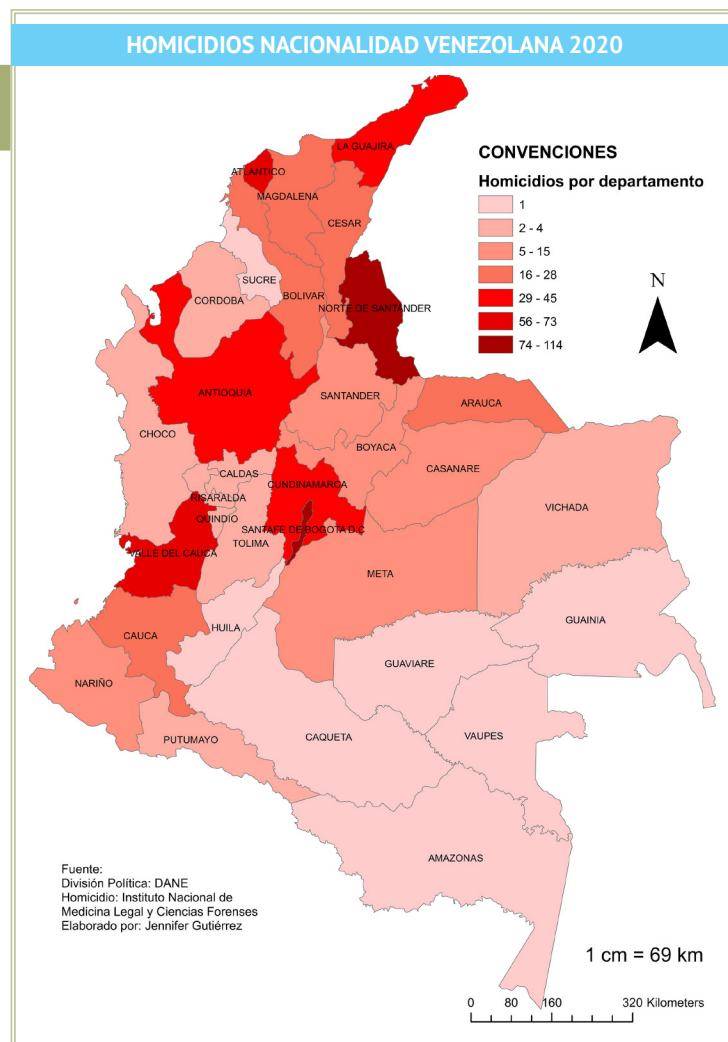 HOMICIDIOS NACIONALIDAD VENEZOLANA 2020
CONVENCIONES
Homicidios por departamento
1
2 - 4
5 - 15
16 - 28
29 - 45
56 - 73
74 - 114
N
LA GUAJIRA
ATLANTICO
MAGDALENA
CESAR
SUCRE
CORDOBA
BOLIVAR
NORTE DE SANTANDER
ANTIOQUIA
SANTANDER
ARAUCA
CHOCO
BOYACA
CASANARE
CALDAS
CUNDINAMARCA
RISARALDA
VICHADA
QUINDIO
SANTAFE DE BOGOTA D.C
TOLIMA
VALLE DEL CAUCA
META
GUAINIA
HUILA
CAUCA
GUAVIARE
NARIÑO
VAUPES
PUTUMAYO
CAQUETA
AMAZONAS
Fuente:
División Política: DANE
Homicidio: Instituto Nacional de
Medicina Legal y Ciencias Forenses
Elaborado por: Jennifer Gutiérrez
1 cm = 69 km
0 80 160 320 Kilometers